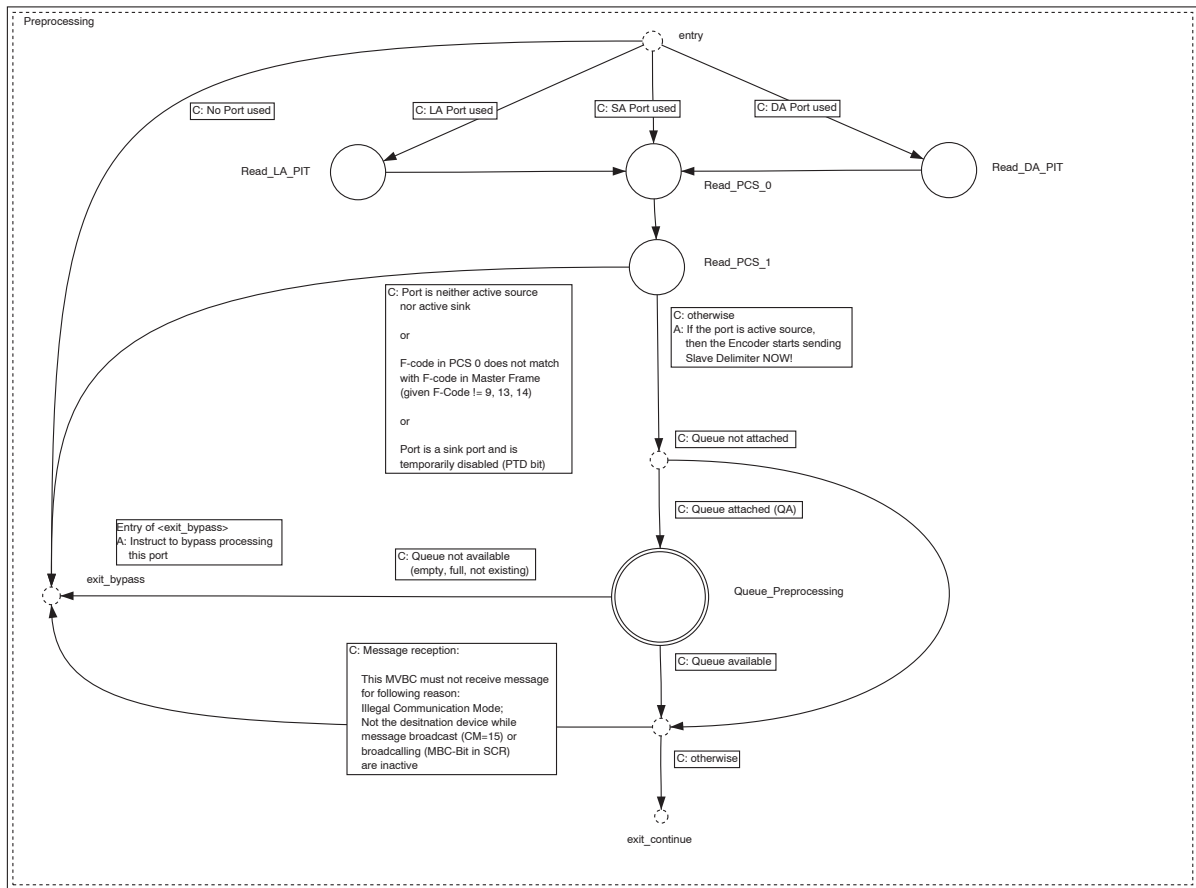 Preprocessing
entry
C: No Port used
C: LA Port used
C: SA Port used
C: DA Port used
Read_LA_PIT
Read_PCS_0
Read_DA_PIT
Read_PCS_1
C: Port is neither active source
nor active sink
or
F-code in PCS 0 does not match
with F-code in Master Frame
(given F-Code != 9, 13, 14)
or
Port is a sink port and is
temporarily disabled (PTD bit)
C: otherwise
A: If the port is active source,
then the Encoder starts sending
Slave Delimiter NOW!
C: Queue not attached
C: Queue attached (QA)
Entry of <exit_bypass>
A: Instruct to bypass processing
this port
exit_bypass
C: Queue not available
(empty, full, not existing)
Queue_Preprocessing
C: Queue available
C: Message reception:
This MVBC must not receive message
for following reason:
Illegal Communication Mode;
Not the desitnation device while
message broadcast (CM=15) or
broadcalling (MBC-Bit in SCR)
are inactive
C: otherwise
exit_continue